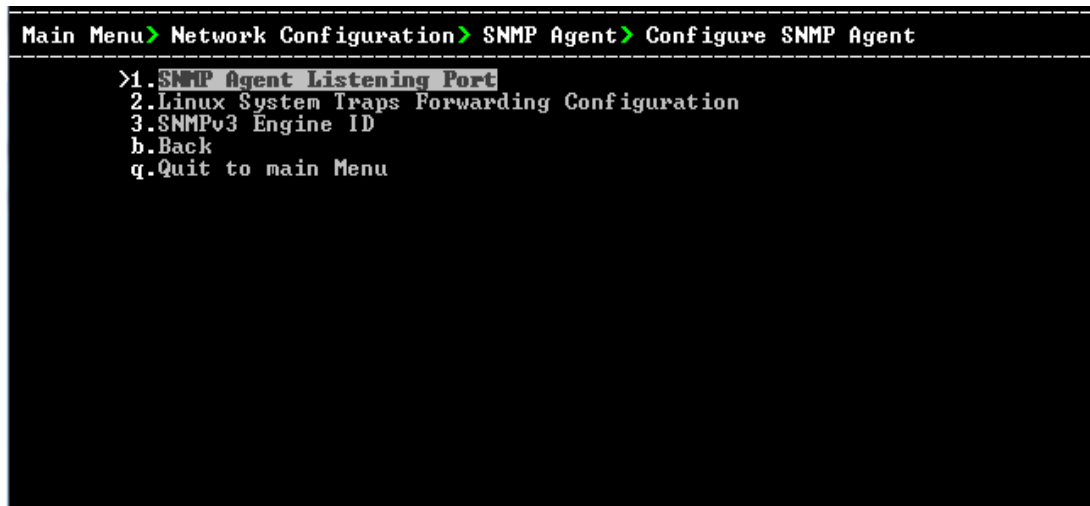 Main Menu> Network Configuration> SNMP Agent> Configure SNMP Agent
>1.SNMP Agent Listening Port
2.Linux System Traps Forwarding Configuration
3.SNMPv3 Engine ID
b.Back
q.Quit to main Menu